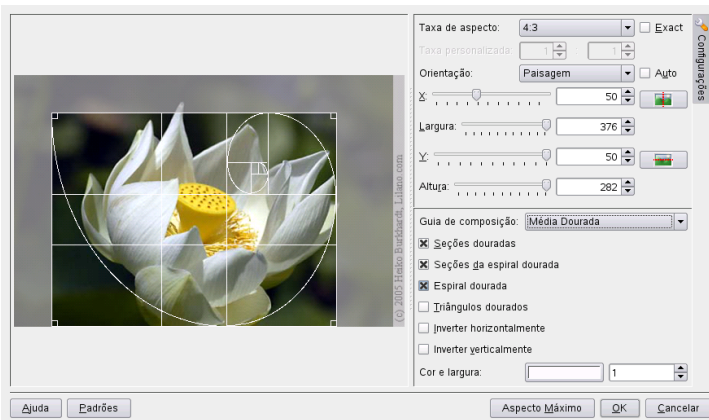 Taxa de aspecto: 4:3 Exact
Taxa personalizada: 1 : 1
Orientação: Paisagem Auto
X: 50
Largura: 376
Y: 50
Altura: 282
Configurações
Guia de composição: Média Dourada
Seções douradas
Seções da espiral dourada
Espiral dourada
Triângulos dourados
Inverter horizontalmente
Inverter verticalmente
Cor e largura: 1
(c) 2005 Heiko Burkhardt, Lilano com
Ajuda Padrões Aspecto Máximo OK Cancelar